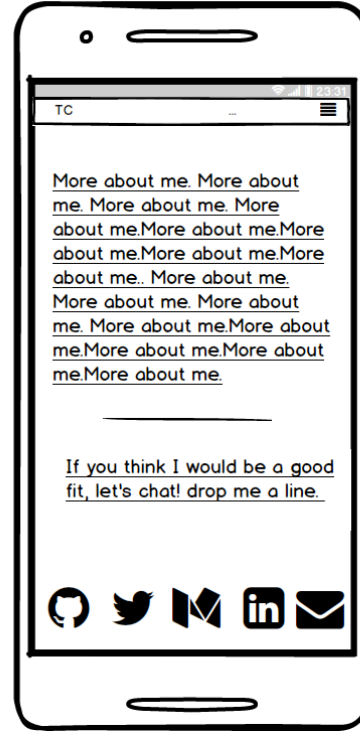 23:31
TC ...
More about me. More about
me. More about me. More
about me.More about me.More
about me.More about me.More
about me.. More about me.
More about me. More about
me. More about me.More about
me.More about me.More about
me.More about me.
If you think I would be a good
fit, let's chat! drop me a line.
in